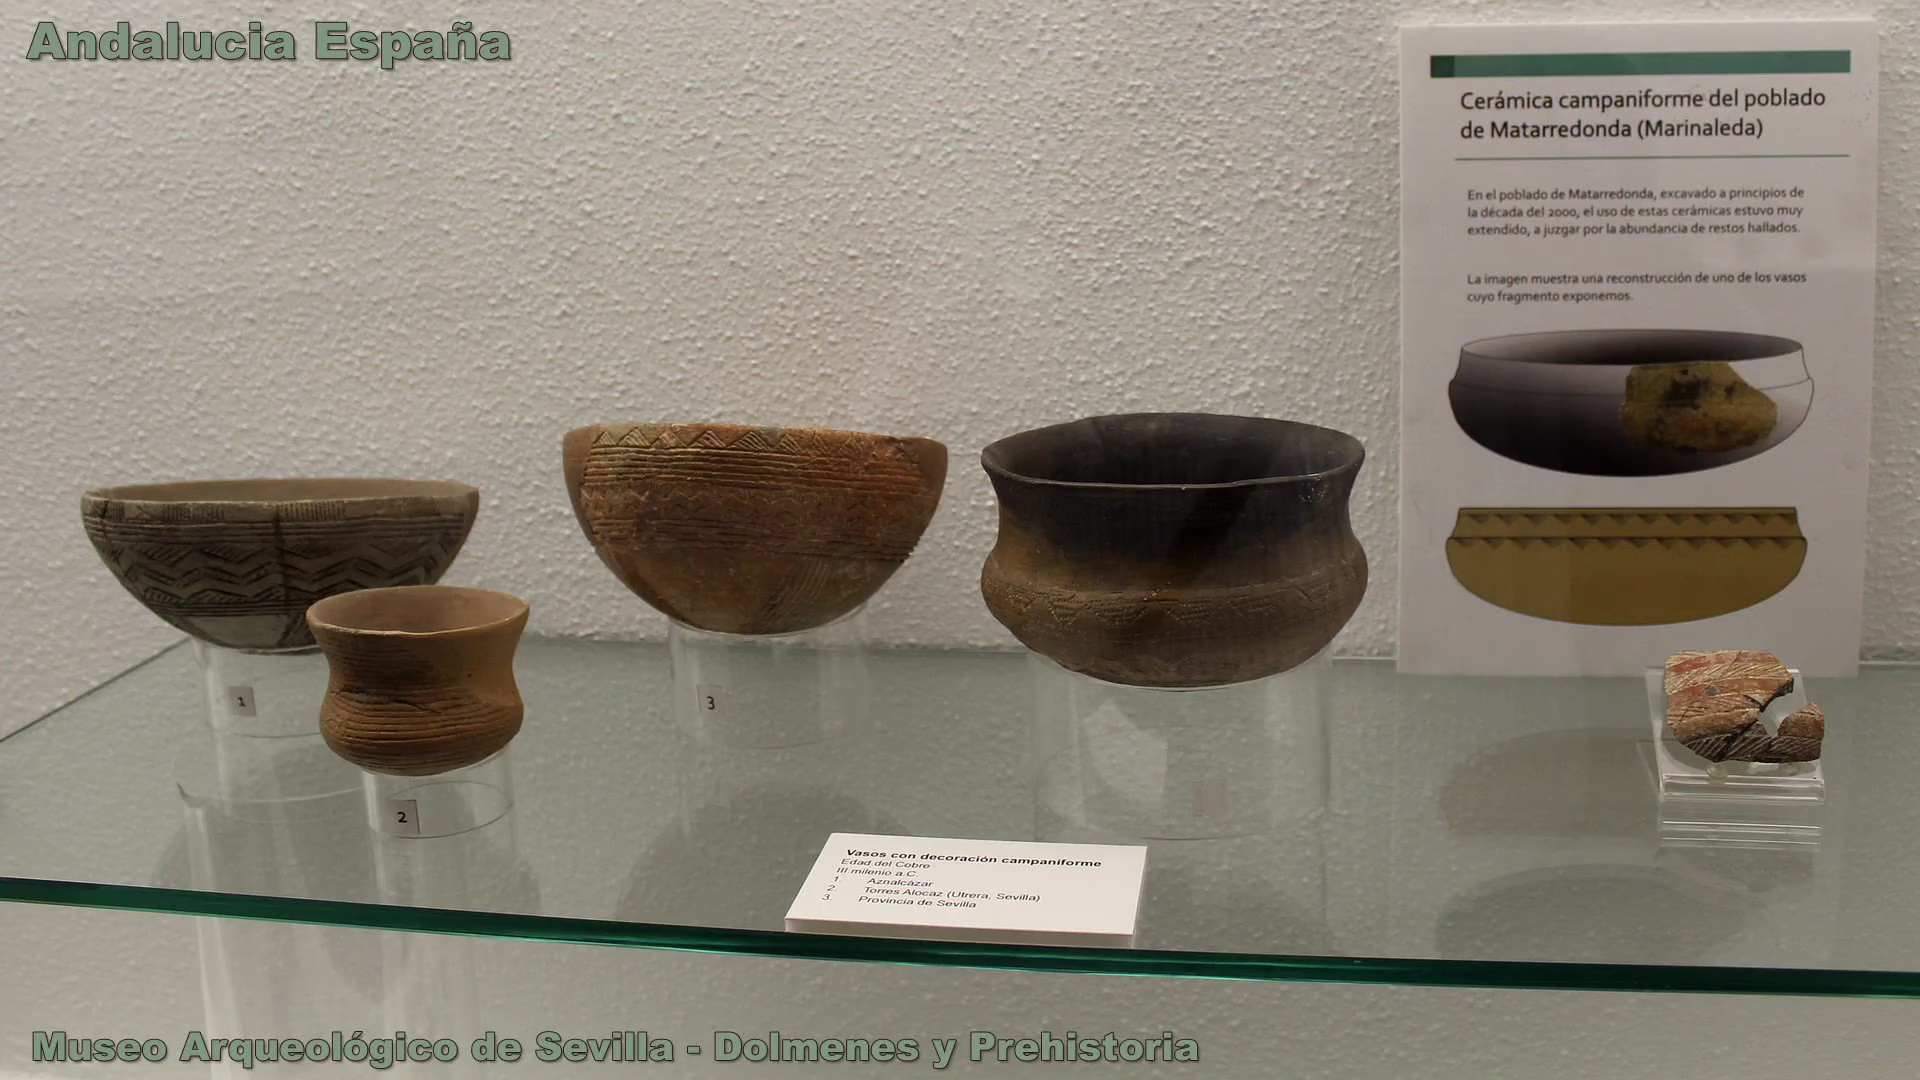 Andalucia España
Cerámica campaniforme del poblado
de Matarredonda (Marinaleda)
En el poblado de Matarredonda, excavado a principios de
la década del 2000, el uso de estas cerámicas estuvo muy
extendido, a juzgar por la abundancia de restos hallados.
La imagen muestra una reconstrucción de uno de los vasos
cuyo fragmento exponemos.
1
3
2
Vasos con decoración campaniforme
Edad del Cobre
III milenio a.C.
1. Aznalcázar
2. Torres Alocaz (Utrera, Sevilla)
3. Provincia de Sevilla
Museo Arqueológico de Sevilla - Dolmenes y Prehistoria